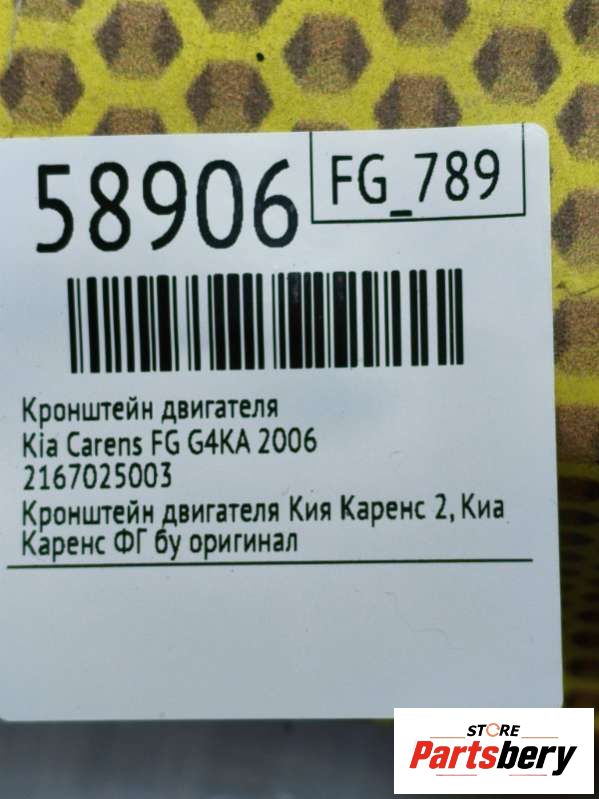 58906
FG_789
Кронштейн двигателя
Kia Carens FG G4KA 2006
2167025003
Кронштейн двигателя Кия Каренс 2, Киа
Каренс ФГ бу оригинал
STORE
Partsbery